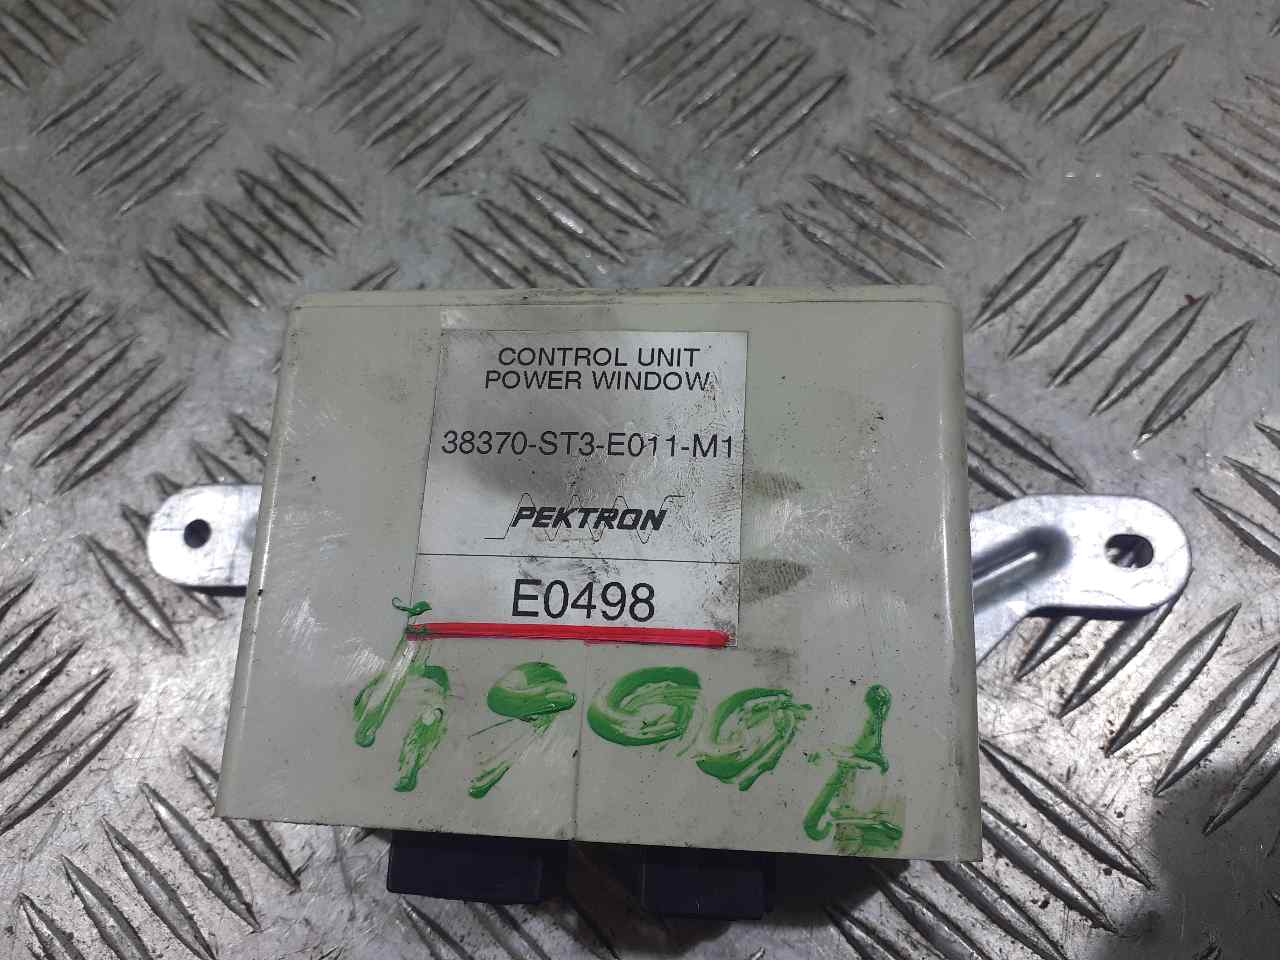 CONTROL UNIT
POWER WINDOW
38370-ST3-E011-M1
PEKTRON
E0498